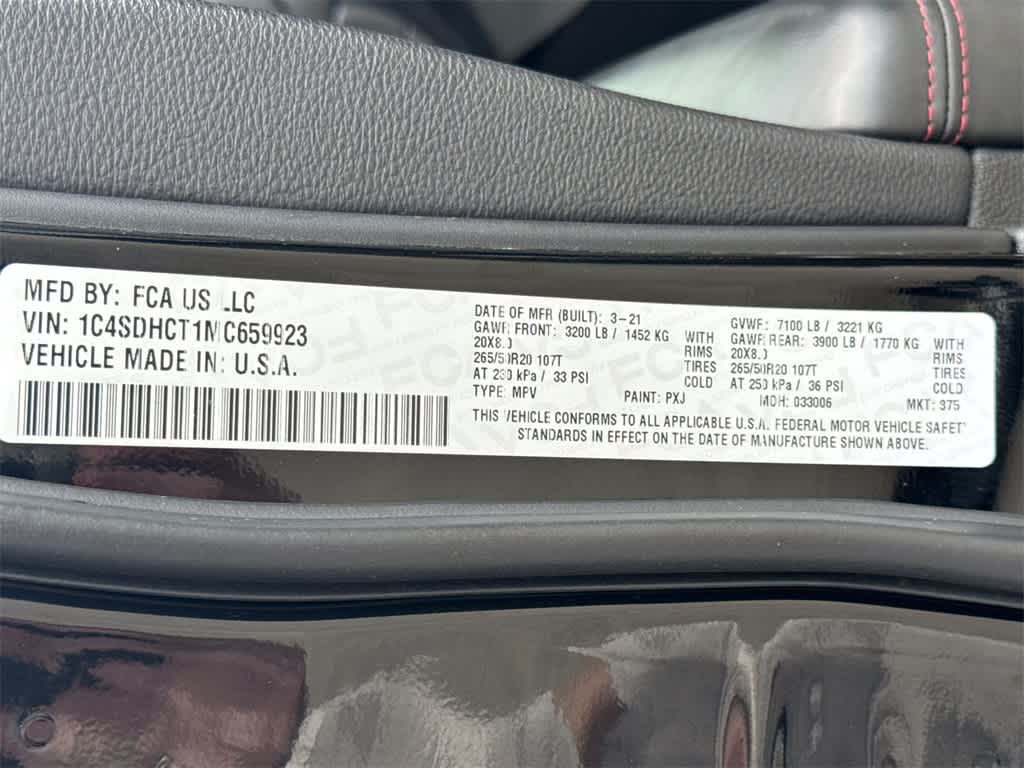 MFD BY: FCA US LLC
VIN: 1C4SDHCT1MC659923
VEHICLE MADE IN: U.S.A.
DATE OF MFR (BUILT): 3-21
GAWF: FRONT: 3200 LB / 1452 KG WITH
20X8.0 RIMS
265/50R20 107T TIRES
AT 230 kPa / 33 PSI COLD
TYPE: MPV PAINT: PXJ
GVWF: 7100 LB / 3221 KG
GAWF: REAR: 3900 LB / 1770 KG WITH
20X8.0 RIMS
265/50R20 107T TIRES
AT 250 kPa / 36 PSI COLD
MDH: 033006 MKT: 375
THIS VEHICLE CONFORMS TO ALL APPLICABLE U.S.A. FEDERAL MOTOR VEHICLE SAFETY
STANDARDS IN EFFECT ON THE DATE OF MANUFACTURE SHOWN ABOVE.